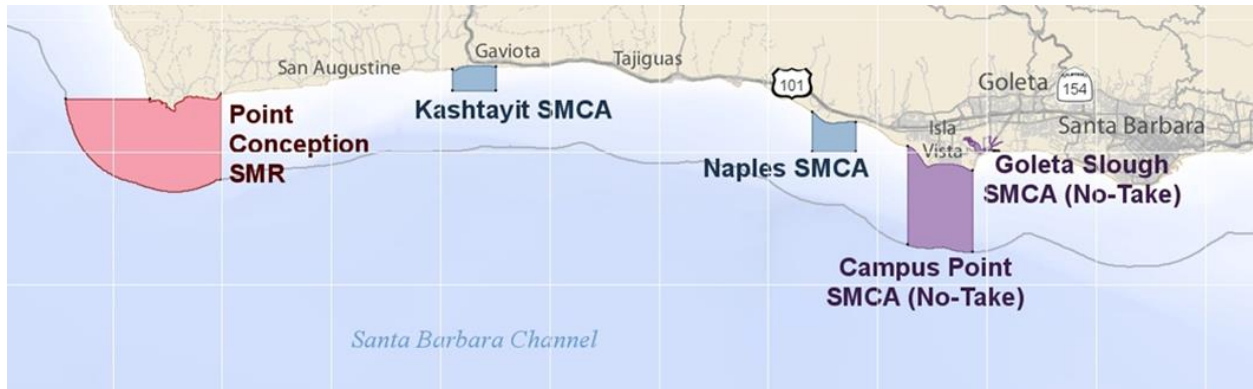 Gaviota
San Augustine
Tajiguas
Kashtayit SMCA
Point
Conception
SMR
101
Goleta
CALIFORNIA
154
Isla
Vista
Santa Barbara
Naples SMCA
Goleta Slough
SMCA (No-Take)
Campus Point
SMCA (No-Take)
Santa Barbara Channel